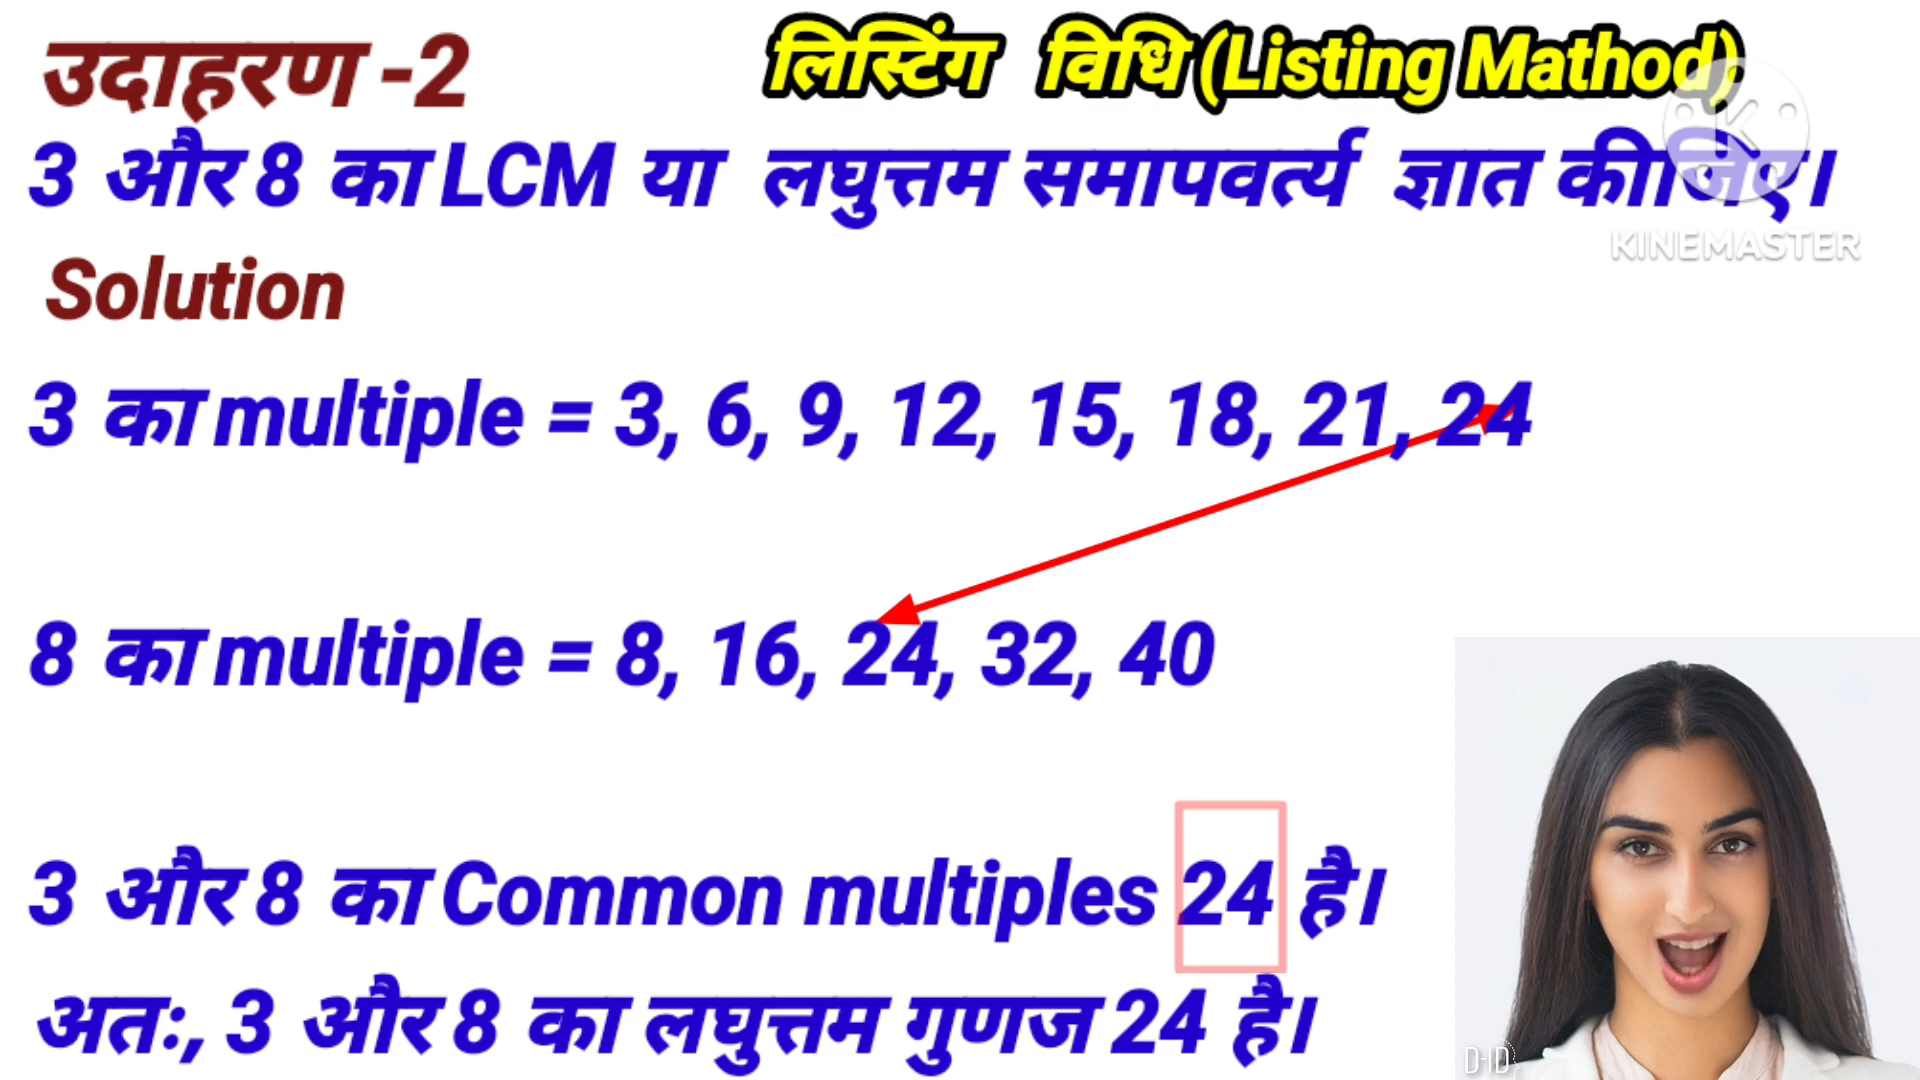 उदाहरण -2
लिस्टिंग विधि (Listing Mathod)
3 और 8 का LCM या लघुत्तम समापवर्त्य ज्ञात कीजिए।
KINEMASTER
Solution
3 का multiple = 3, 6, 9, 12, 15, 18, 21, 24
8 का multiple = 8, 16, 24, 32, 40
3 और 8 का Common multiples 24 है।
अतः, 3 और 8 का लघुत्तम गुणज 24 है।
D-ID